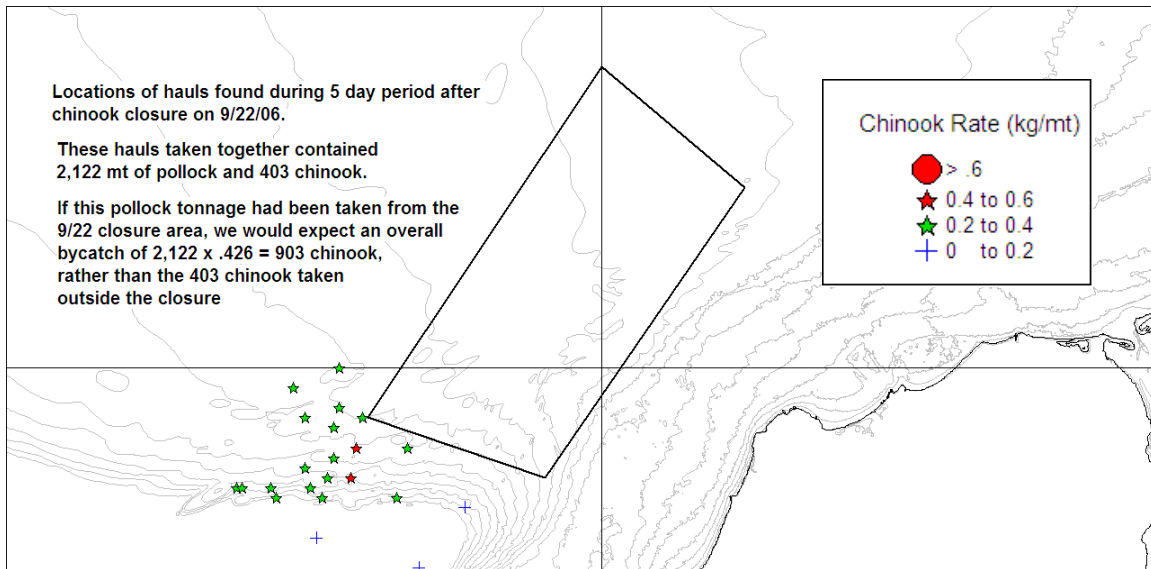 Locations of hauls found during 5 day period after
chinook closure on 9/22/06.
These hauls taken together contained
2,122 mt of pollock and 403 chinook.
If this pollock tonnage had been taken from the
9/22 closure area, we would expect an overall
bycatch of 2,122 x .426 = 903 chinook,
rather than the 403 chinook taken
outside the closure
Chinook Rate (kg/mt)
> .6
0.4 to 0.6
0.2 to 0.4
0 to 0.2